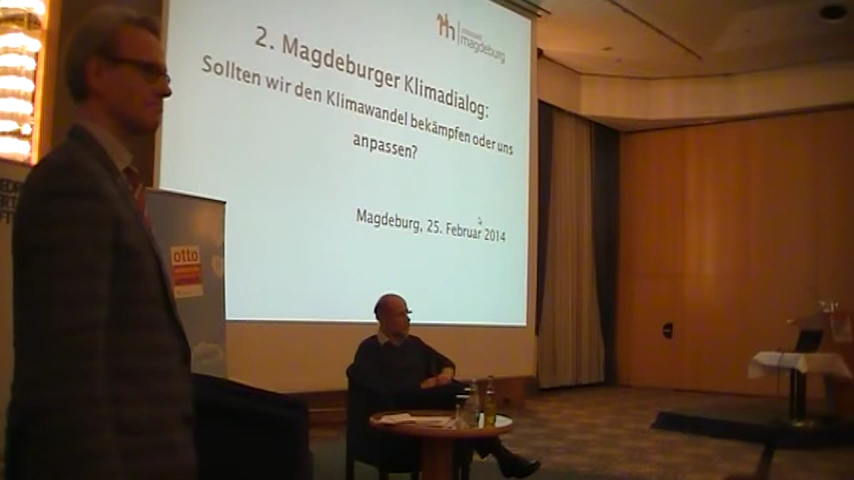 magdeburg
2. Magdeburger Klimadialog:
Sollten wir den Klimawandel bekämpfen oder uns
anpassen?
Magdeburg, 25. Februar 2014
otto